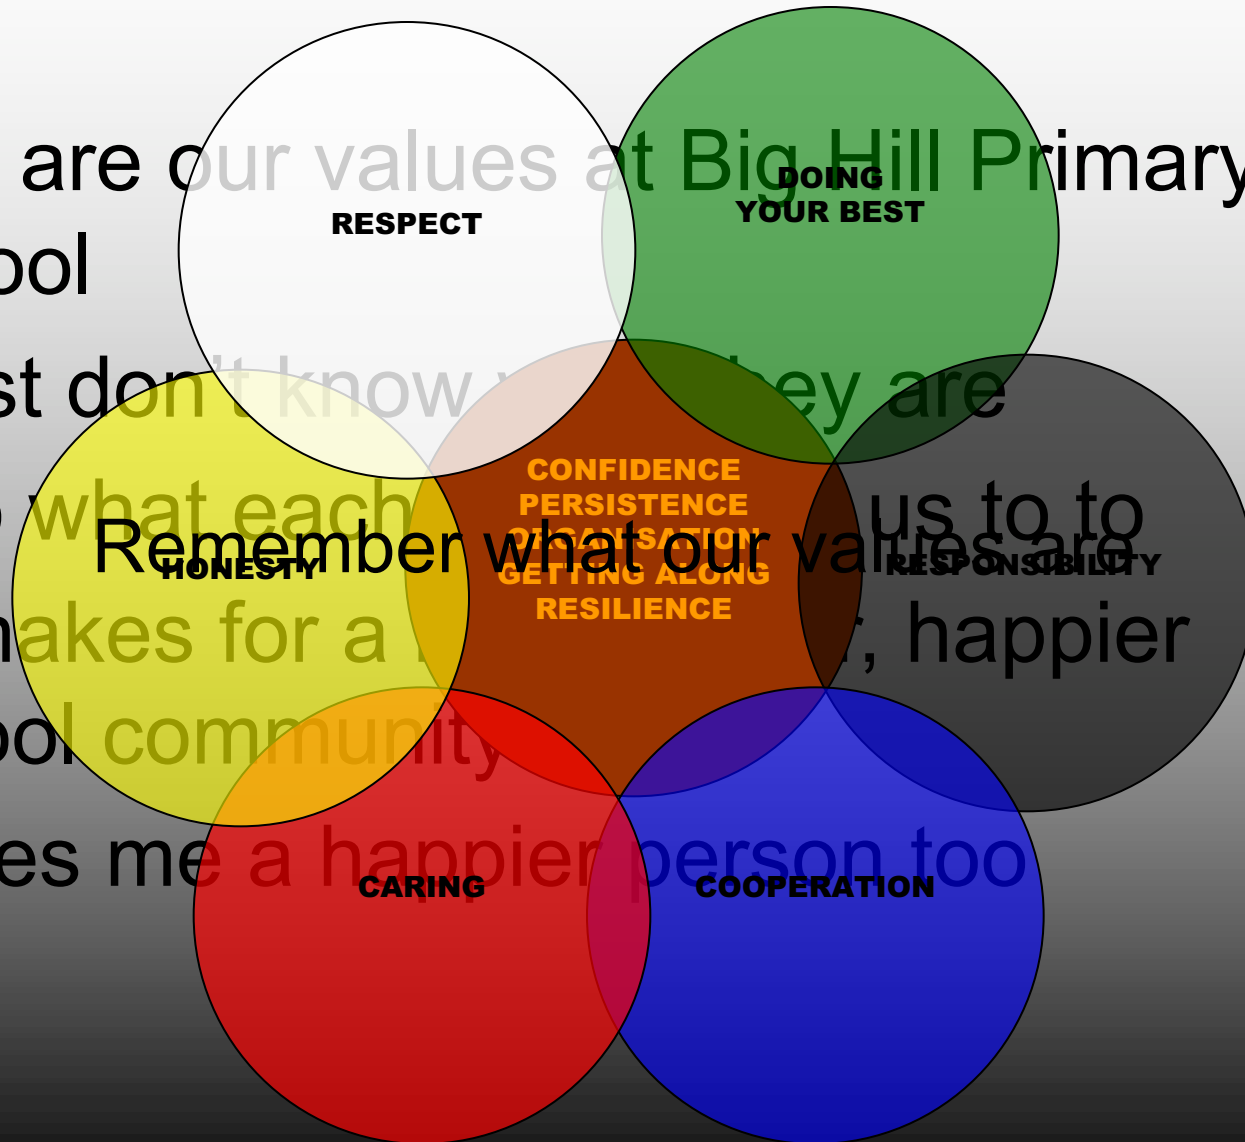 are our values at Big Hill Primary
ool
RESPECT
DOING
YOUR BEST
st don't know they are
what each us to to
CONFIDENCE
PERSISTENCE
ORGANISATION
GETTING ALONG
RESILIENCE
Remember what our values are
HONESTY
RESPONSIBILITY
makes for a , happier
ool community
es me a happier person too
CARING
COOPERATION